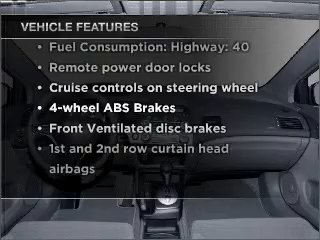 VEHICLE FEATURES
• Fuel Consumption: Highway: 40
• Remote power door locks
• Cruise controls on steering wheel
• 4-wheel ABS Brakes
• Front Ventilated disc brakes
• 1st and 2nd row curtain head
airbags